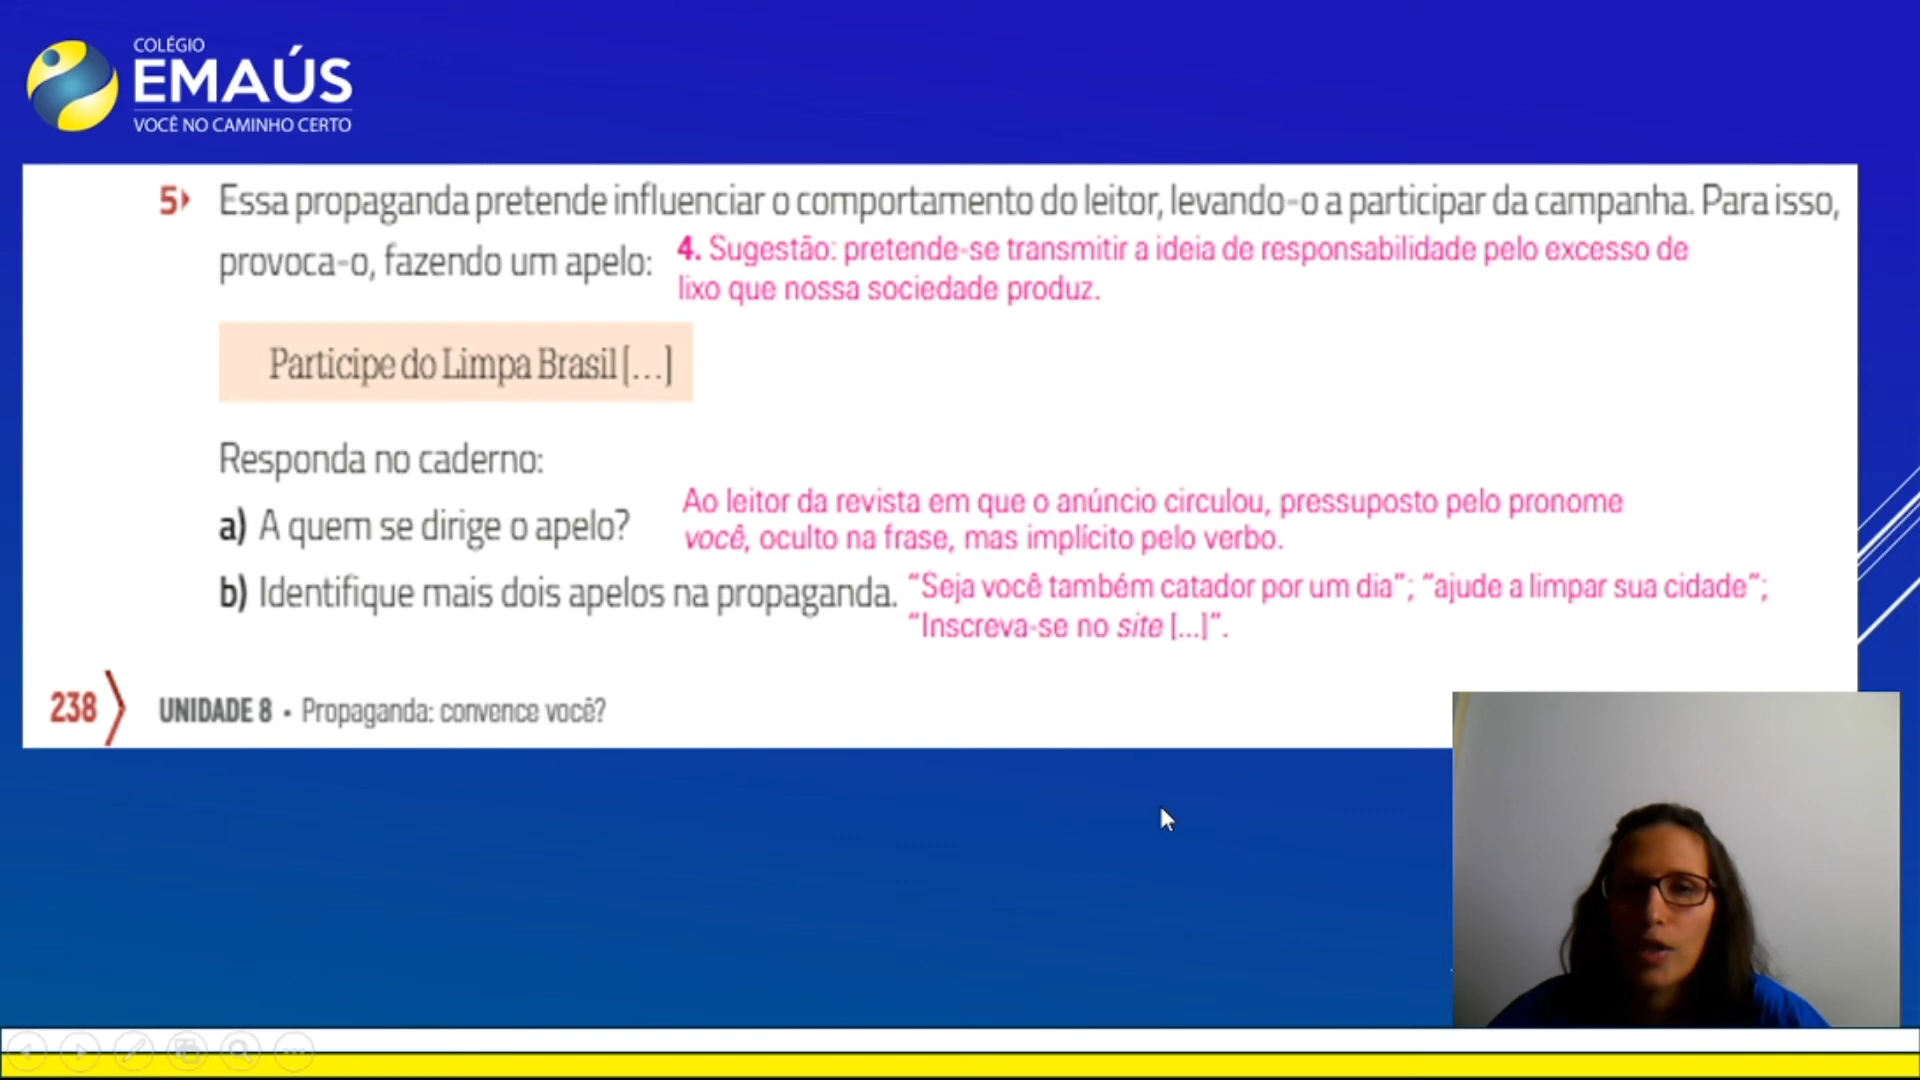 COLÉGIO
EMAÚS
VOCÊ NO CAMINHO CERTO
5 Essa propaganda pretende influenciar o comportamento do leitor, levando-o a participar da campanha. Para isso,
provoca-o, fazendo um apelo:
4. Sugestão: pretende-se transmitir a ideia de responsabilidade pelo excesso de
lixo que nossa sociedade produz.
Participe do Limpa Brasil [...]
Responda no caderno:
a) A quem se dirige o apelo?
Ao leitor da revista em que o anúncio circulou, pressuposto pelo pronome
você, oculto na frase, mas implícito pelo verbo.
b) Identifique mais dois apelos na propaganda.
“Seja você também catador por um dia”; “ajude a limpar sua cidade”;
“Inscreva-se no site [...]”.
238 UNIDADE 8 • Propaganda: convence você?